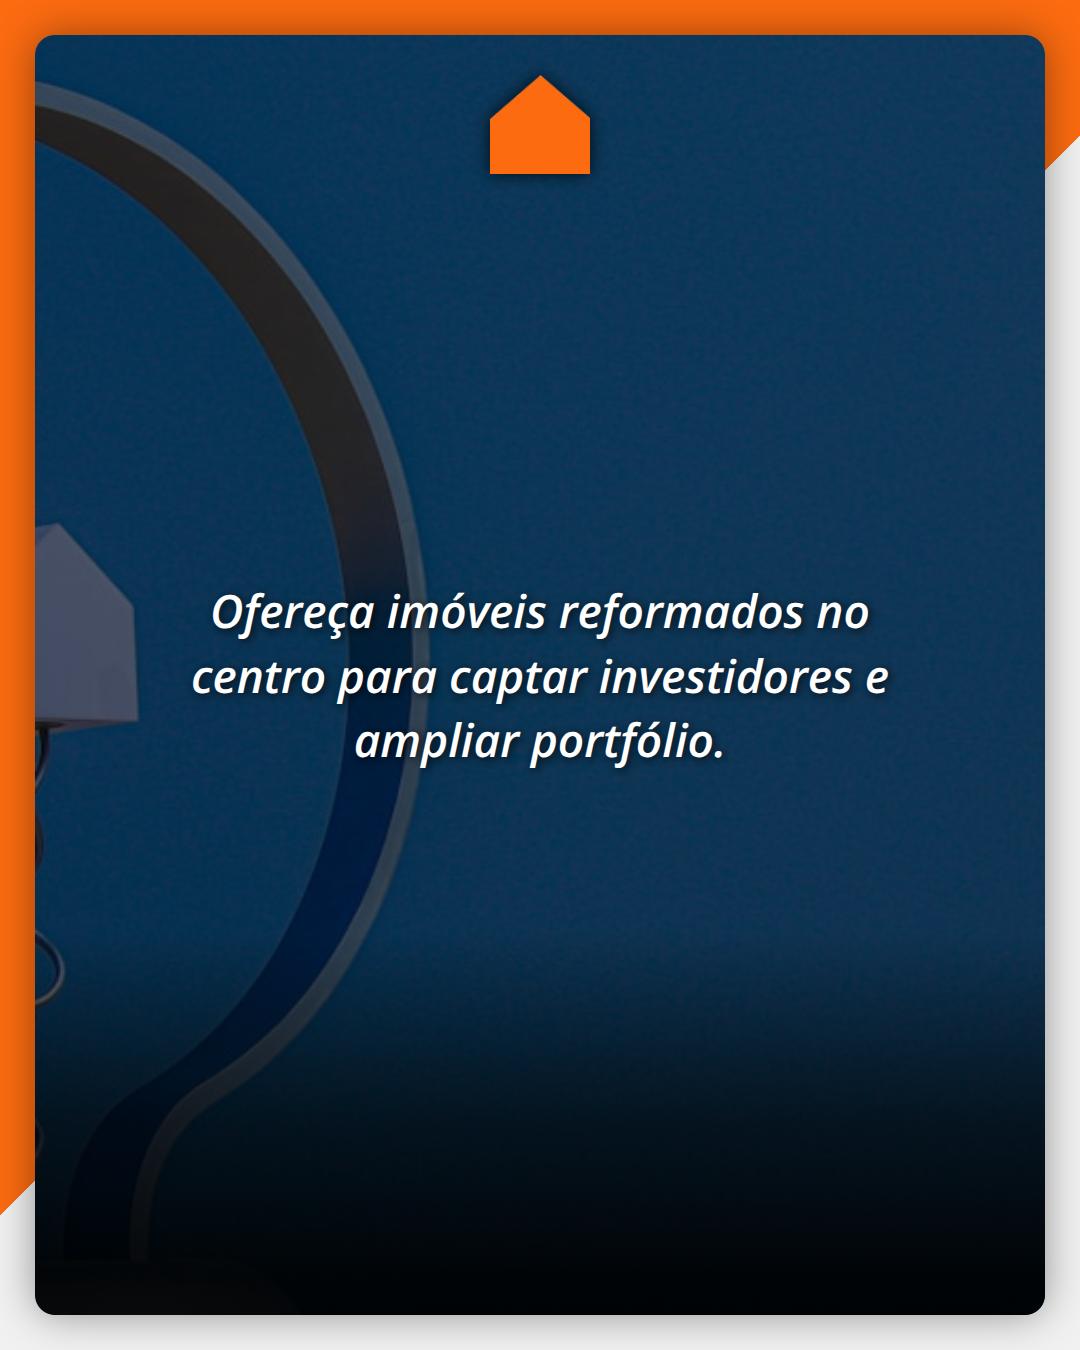 Ofereça imóveis reformados no
centro para captar investidores e
ampliar portfólio.